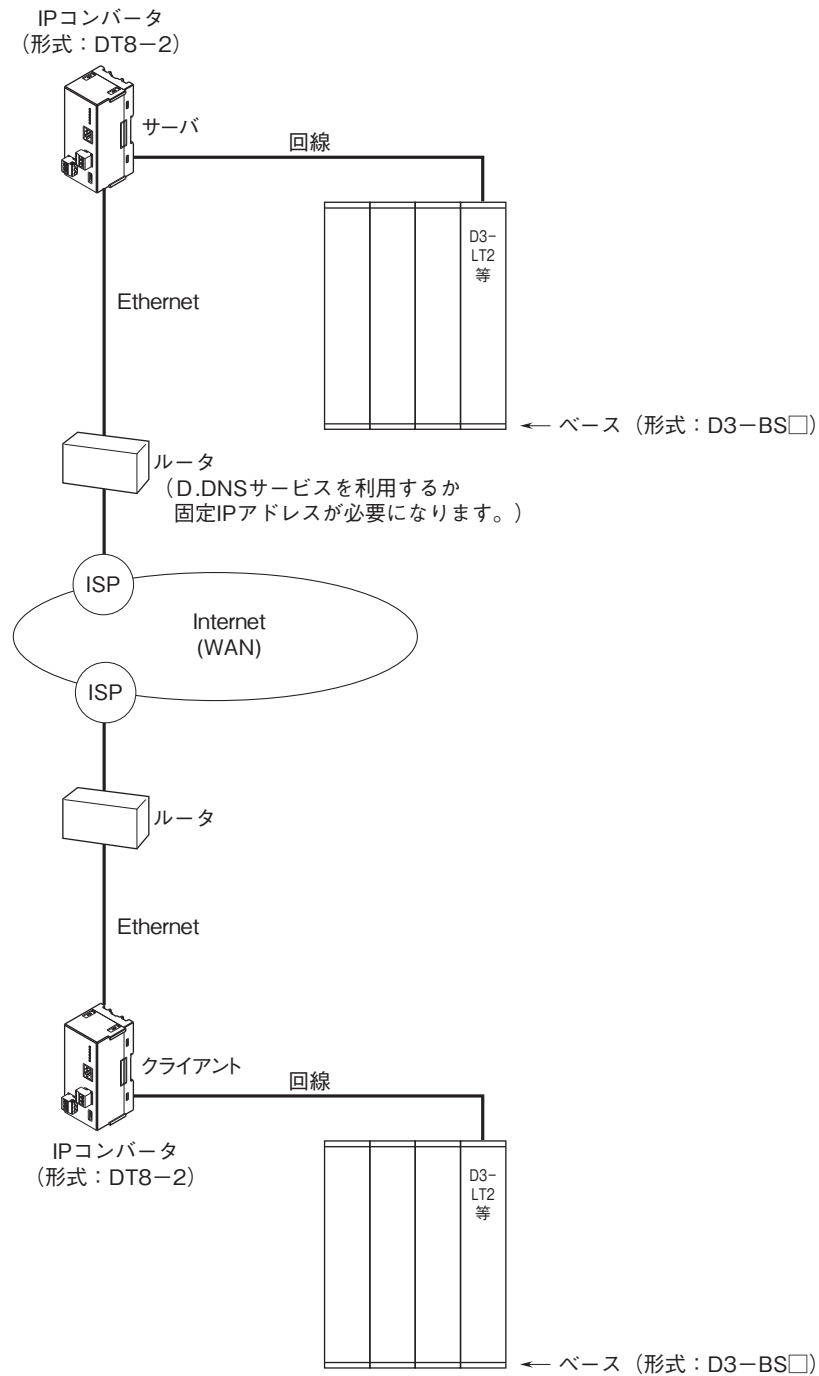 IPコンバータ
（形式：DT8－2）
サーバ
回線
D3−
LT2
等
Ethernet
← ベース（形式：D3－BS□）
ルータ
（D.DNSサービスを利用するか
固定IPアドレスが必要になります。）
ISP
Internet
(WAN)
ISP
ルータ
Ethernet
クライアント
回線
IPコンバータ
（形式：DT8－2）
D3−
LT2
等
← ベース（形式：D3－BS□）